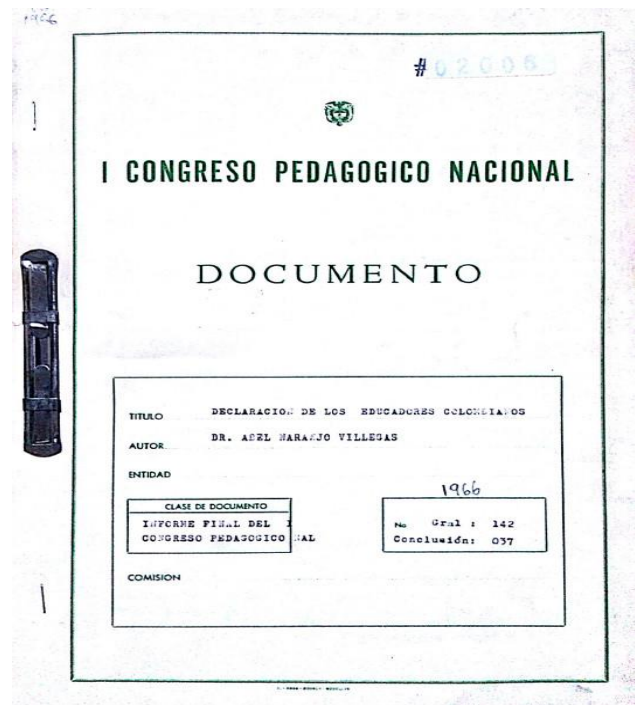 1966
#02606
I CONGRESO PEDAGOGICO NACIONAL
DOCUMENTO
TITULO DECLARACION DE LOS EDUCADORES COLOMBIANOS
AUTOR DR. ABEL NARANJO VILLEGAS
ENTIDAD
1966
CLASE DE DOCUMENTO
INFORME FINAL DEL I
CONGRESO PEDAGOGICO NAL
No Gral : 142
Conclusión: 037
COMISION